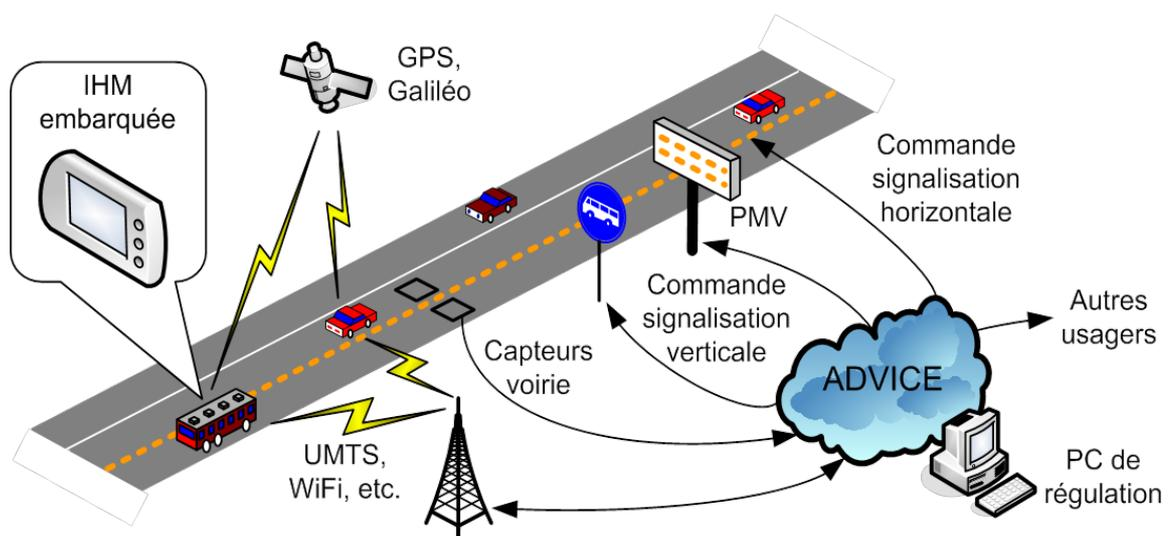 IHM
embarquée
GPS,
Galiléo
Commande
signalisation
horizontale
PMV
Commande
signalisation
verticale
Autres
usagers
Capteurs
voirie
ADVICE
UMTS,
WiFi, etc.
PC de
régulation